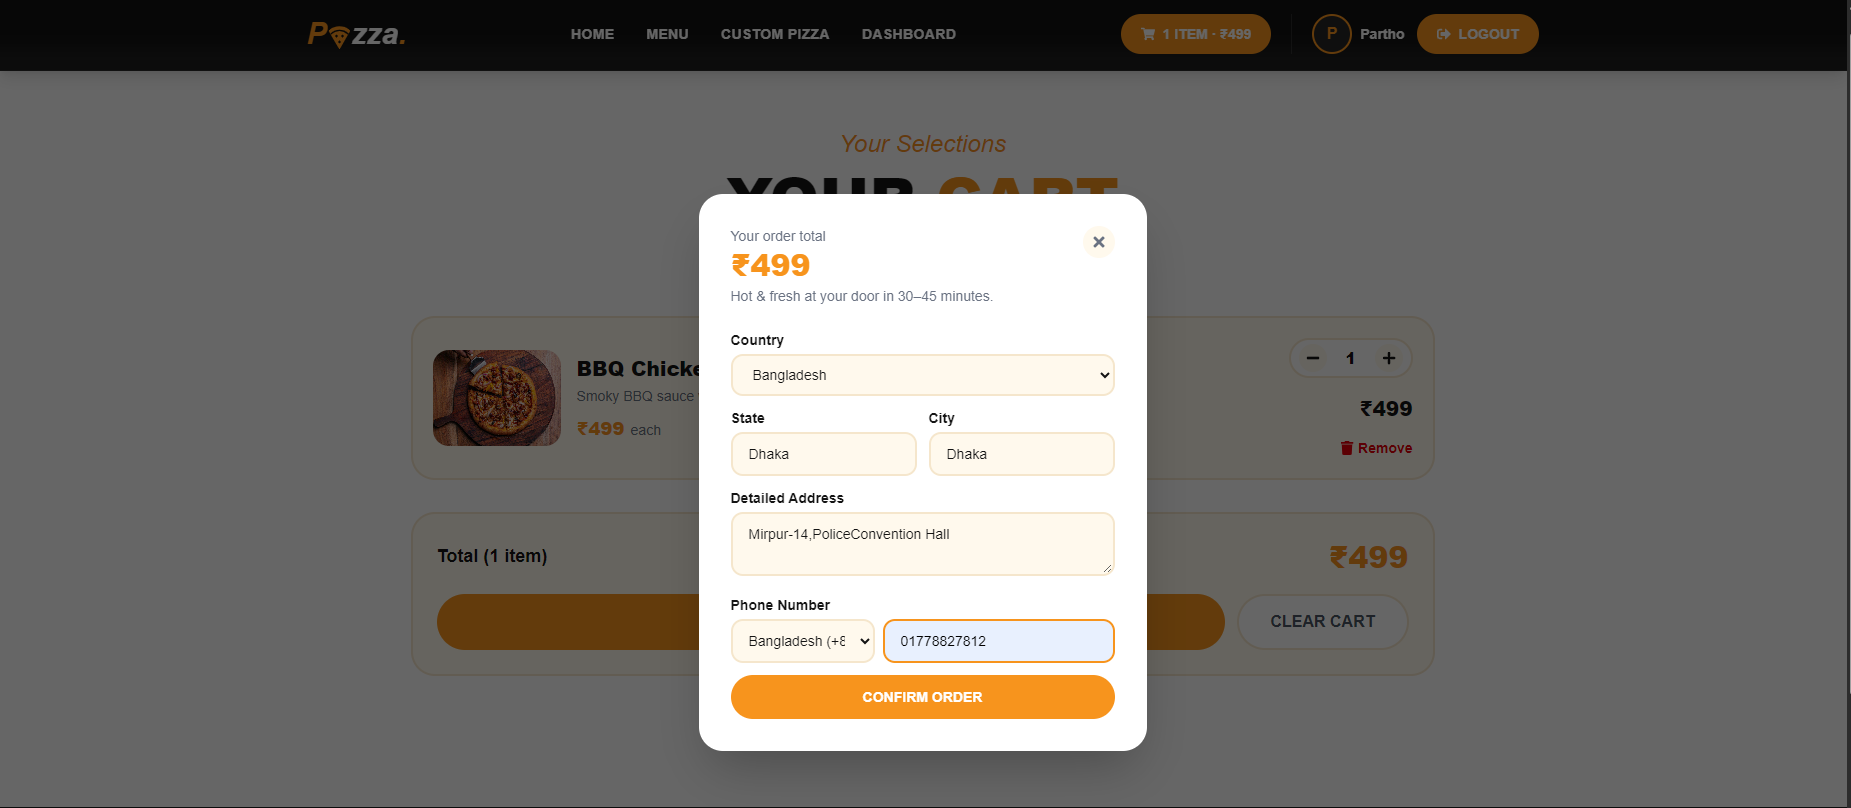 P zza.
HOME
MENU
CUSTOM PIZZA
DASHBOARD
1 ITEM · ₹499
P
Partho
LOGOUT
Your Selections
YOUR CART
Your order total
₹499
Hot & fresh at your door in 30–45 minutes.
Country
Bangladesh
State
City
Dhaka
Dhaka
Detailed Address
Mirpur-14,PoliceConvention Hall
Phone Number
Bangladesh (+8
01778827812
CONFIRM ORDER
BBQ Chicke
Smoky BBQ sauce
₹499 each
1
₹499
Remove
Total (1 item)
₹499
CLEAR CART